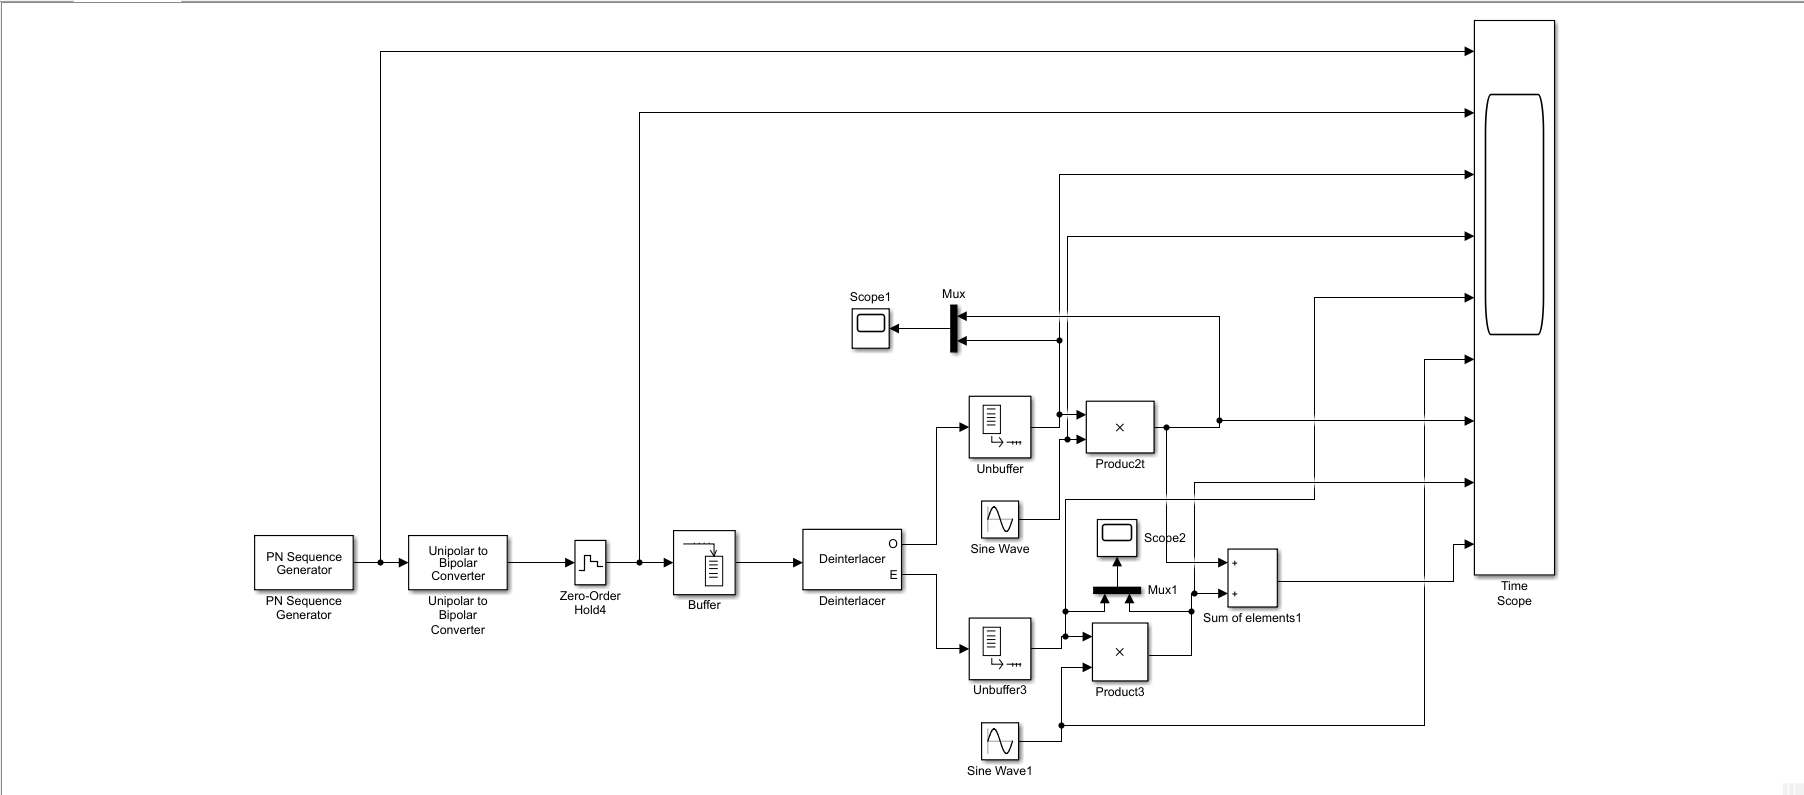 Scope1
Mux
Unbuffer
×
Produc2t
Sine Wave
PN Sequence
Generator
PN Sequence
Generator
Unipolar to
Bipolar
Converter
Unipolar to
Bipolar
Converter
Zero-Order
Hold4
Buffer
Deinterlacer
O
E
Deinterlacer
Scope2
Mux1
+
+
Sum of elements1
Time
Scope
Unbuffer3
×
Product3
Sine Wave1